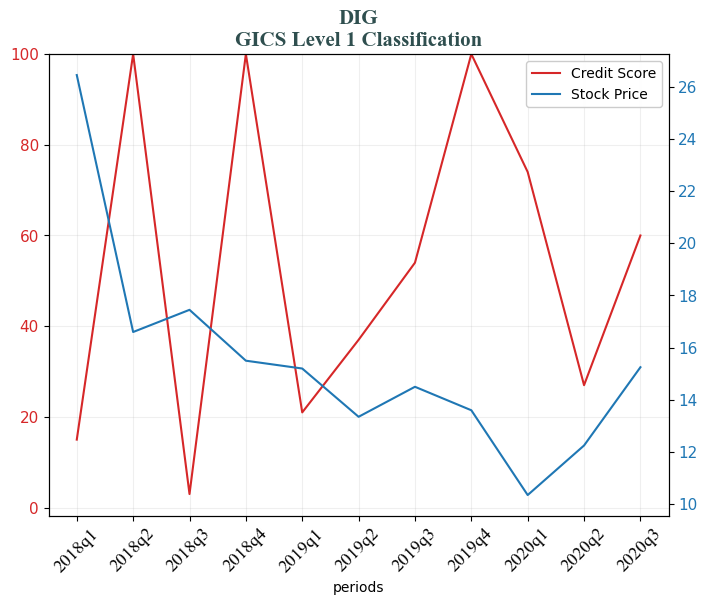 DIG
GICS Level 1 Classification
Credit Score
Stock Price
100
80
60
40
20
0
26
24
22
20
18
16
14
12
10
2018q1 2018q2 2018q3 2018q4 2019q1 2019q2 2019q3 2019q4 2020q1 2020q2 2020q3
periods